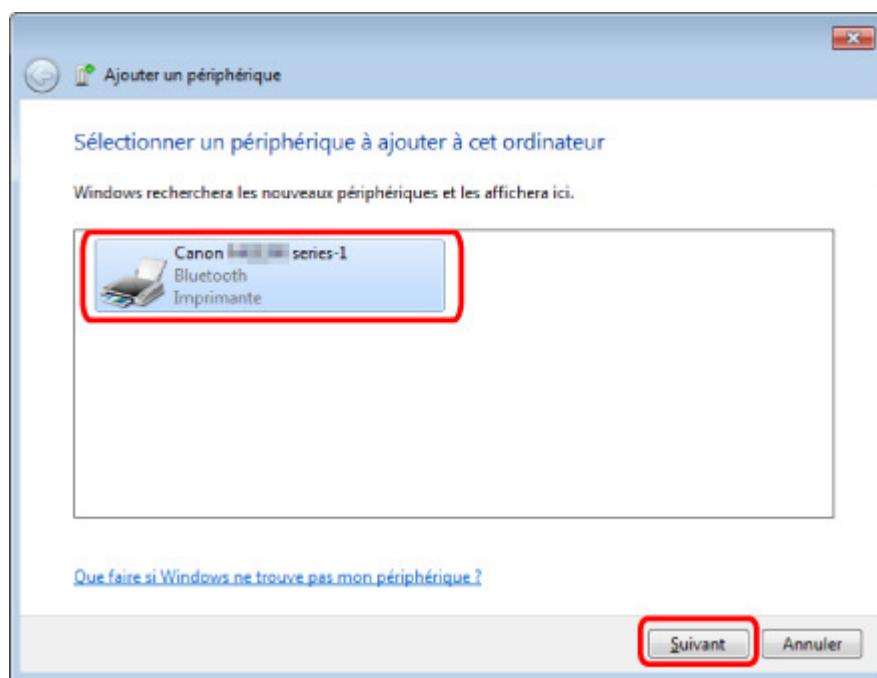 Ajouter un périphérique
Sélectionner un périphérique à ajouter à cet ordinateur
Windows recherchera les nouveaux périphériques et les affichera ici.
Canon series-1
Bluetooth
Imprimante
Que faire si Windows ne trouve pas mon périphérique ?
Suivant Annuler